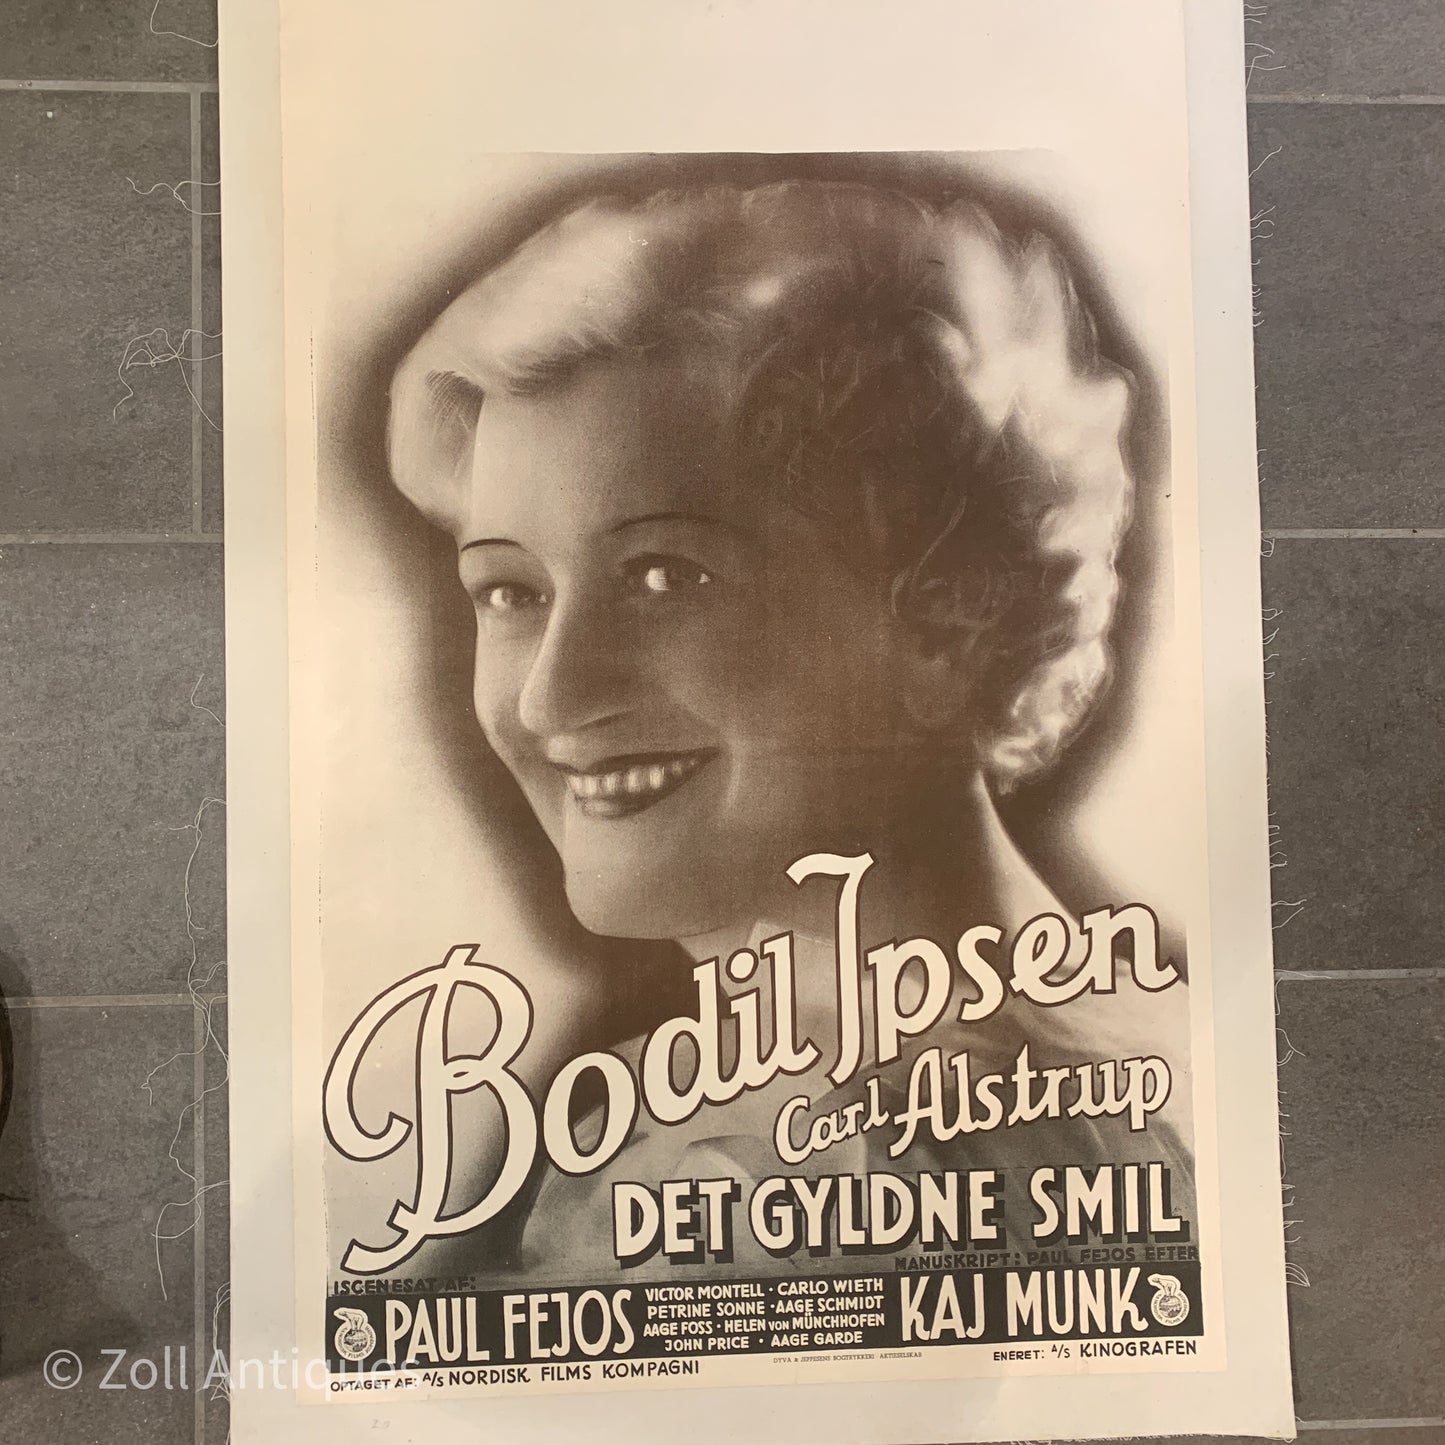 Bodil Ipsen
Carl Alstrup
DET GYLDNE SMIL
MANUSKRIPT: PAUL FEJOS EFTER
ISCENESAT AF:
PAUL FEJOS
VICTOR MONTELL · CARLO WIETH
PETRINE SONNE · AAGE SCHMIDT
AAGE FOSS · HELEN VON MÜNCHHOFEN
JOHN PRICE · AAGE GARDE
KAJ MUNK
OPTAGET AF: A/S NORDISK FILMS KOMPAGNI
DYVA & JEPPESENS BOGTRYKKERI AKTIESELSKAB
ENERET: A/S KINOGRAFEN
© Zoll Antiques